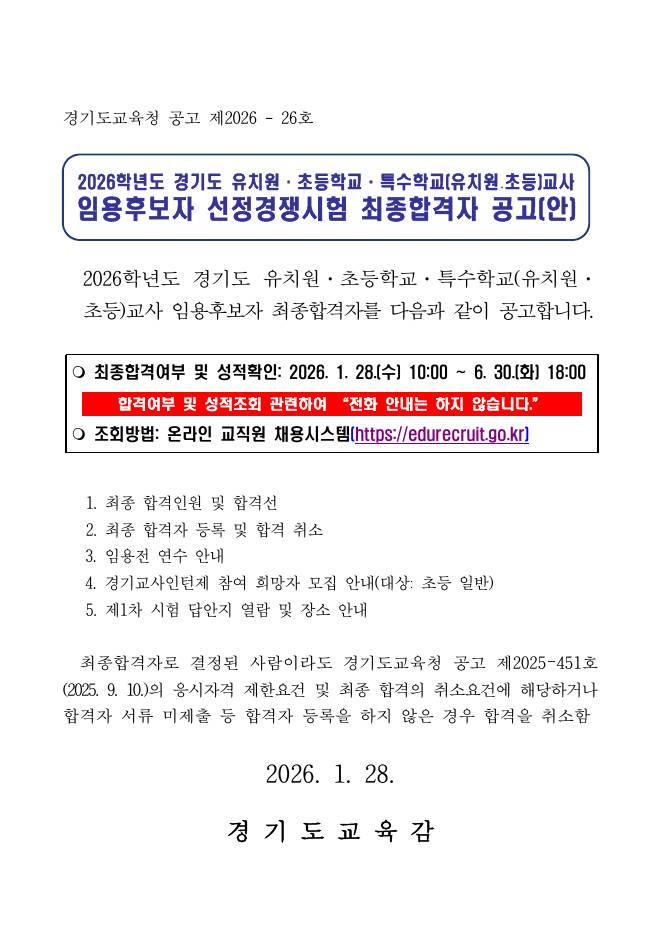 경기도교육청 공고 제2026 - 26호
2026학년도 경기도 유치원·초등학교·특수학교(유치원·초등)교사
임용후보자 선정경쟁시험 최종합격자 공고(안)
2026학년도 경기도 유치원·초등학교·특수학교(유치원·
초등)교사 임용후보자 최종합격자를 다음과 같이 공고합니다.
❍ 최종합격여부 및 성적확인: 2026. 1. 28.(수) 10:00 ~ 6. 30.(화) 18:00
합격여부 및 성적조회 관련하여 “전화 안내는 하지 않습니다.”
❍ 조회방법: 온라인 교직원 채용시스템(https://edurecruit.go.kr)
1. 최종 합격인원 및 합격선
2. 최종 합격자 등록 및 합격 취소
3. 임용전 연수 안내
4. 경기교사인턴제 참여 희망자 모집 안내(대상: 초등 일반)
5. 제1차 시험 답안지 열람 및 장소 안내
최종합격자로 결정된 사람이라도 경기도교육청 공고 제2025-451호
(2025. 9. 10.)의 응시자격 제한요건 및 최종 합격의 취소요건에 해당하거나
합격자 서류 미제출 등 합격자 등록을 하지 않은 경우 합격을 취소함
2026. 1. 28.
경 기 도 교 육 감